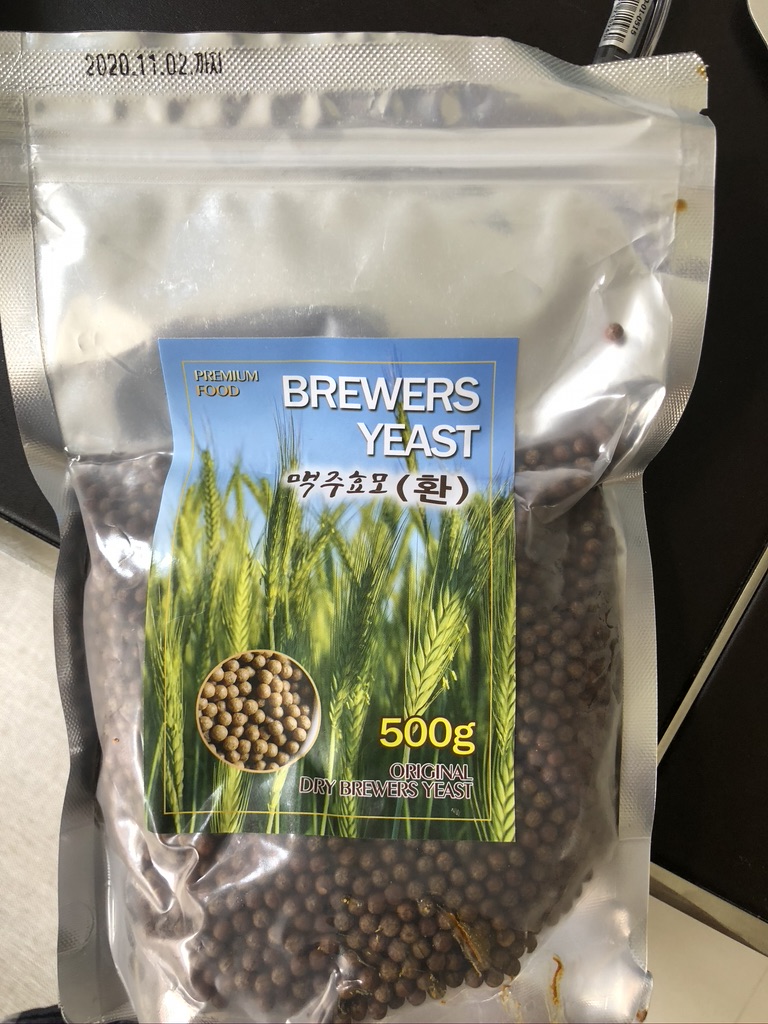 2020.11.02.까지
PREMIUM
FOOD
BREWERS
YEAST
맥주효모(환)
500g
ORIGINAL
DRY BREWERS YEAST